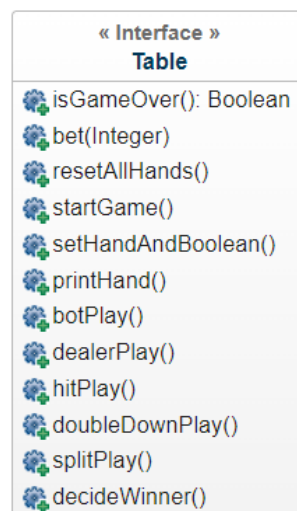 « Interface »
Table
isGameOver(): Boolean
bet(Integer)
resetAllHands()
startGame()
setHandAndBoolean()
printHand()
botPlay()
dealerPlay()
hitPlay()
doubleDownPlay()
splitPlay()
decideWinner()